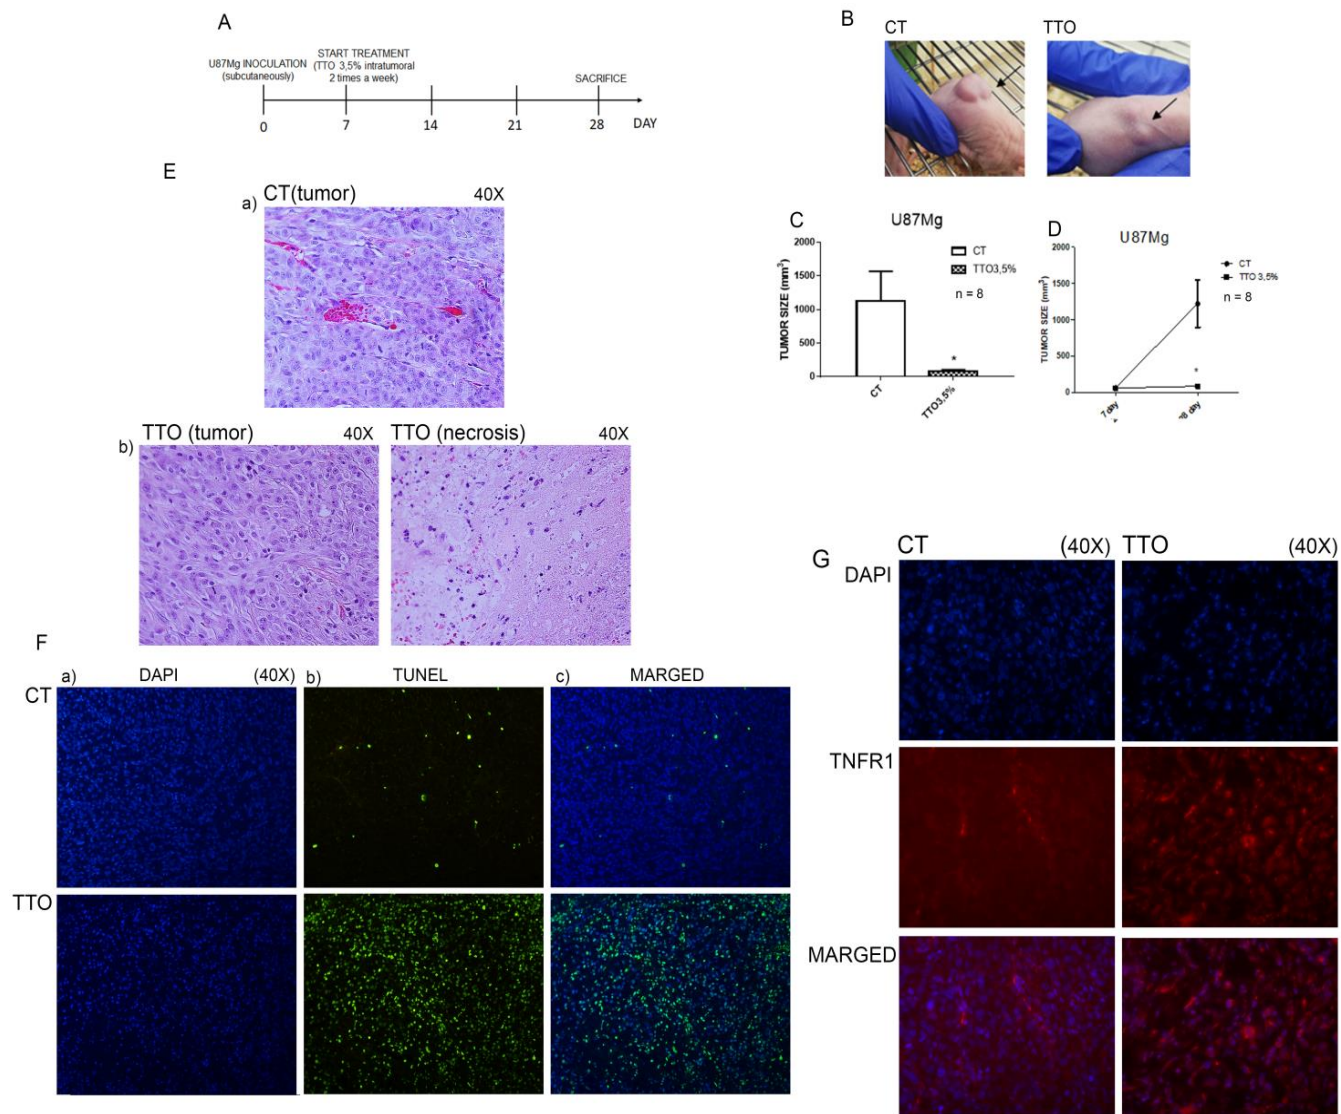 A
U87Mg INOCULATION
(subcutaneously)
START TREATMENT
(TTO 3,5% intratumoral
2 times a week)
SACRIFICE
0
7
14
21
28
DAY
B
CT
TTO
C
U87Mg
TUMOR SIZE (mm³)
2000
1500
1000
500
0
CT
TTO3,5%
n = 8
*
CT
TTO3,5%
D
U87Mg
TUMOR SIZE (mm³)
2000
1500
1000
500
0
CT
TTO 3,5%
n = 8
*
7 day
day
E
a)
CT(tumor)
40X
b)
TTO (tumor)
40X
TTO (necrosis)
40X
F
a)
DAPI
(40X)
b)
TUNEL
c)
MARGED
CT
TTO
G
CT
(40X)
TTO
(40X)
DAPI
TNFR1
MARGED